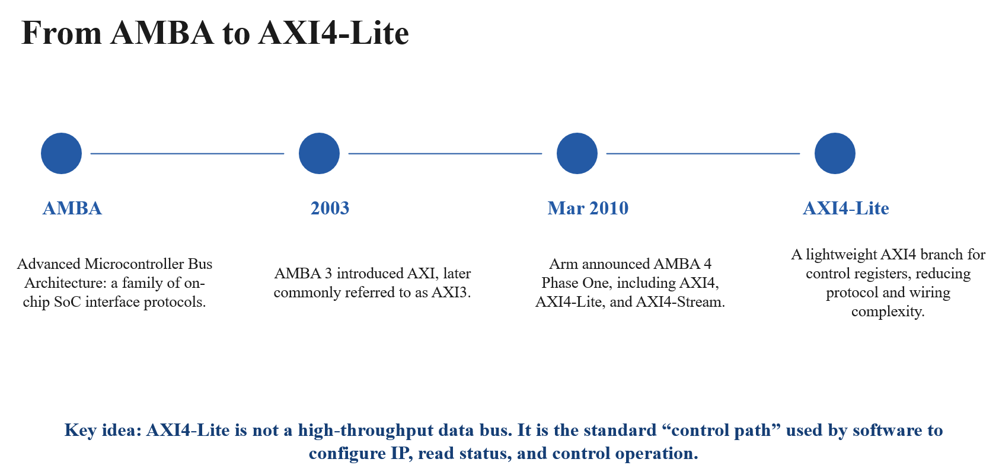 From AMBA to AXI4-Lite
AMBA
Advanced Microcontroller Bus
Architecture: a family of on-
chip SoC interface protocols.
2003
AMBA 3 introduced AXI, later
commonly referred to as AXI3.
Mar 2010
Arm announced AMBA 4
Phase One, including AXI4,
AXI4-Lite, and AXI4-Stream.
AXI4-Lite
A lightweight AXI4 branch for
control registers, reducing
protocol and wiring
complexity.
Key idea: AXI4-Lite is not a high-throughput data bus. It is the standard “control path” used by software to
configure IP, read status, and control operation.